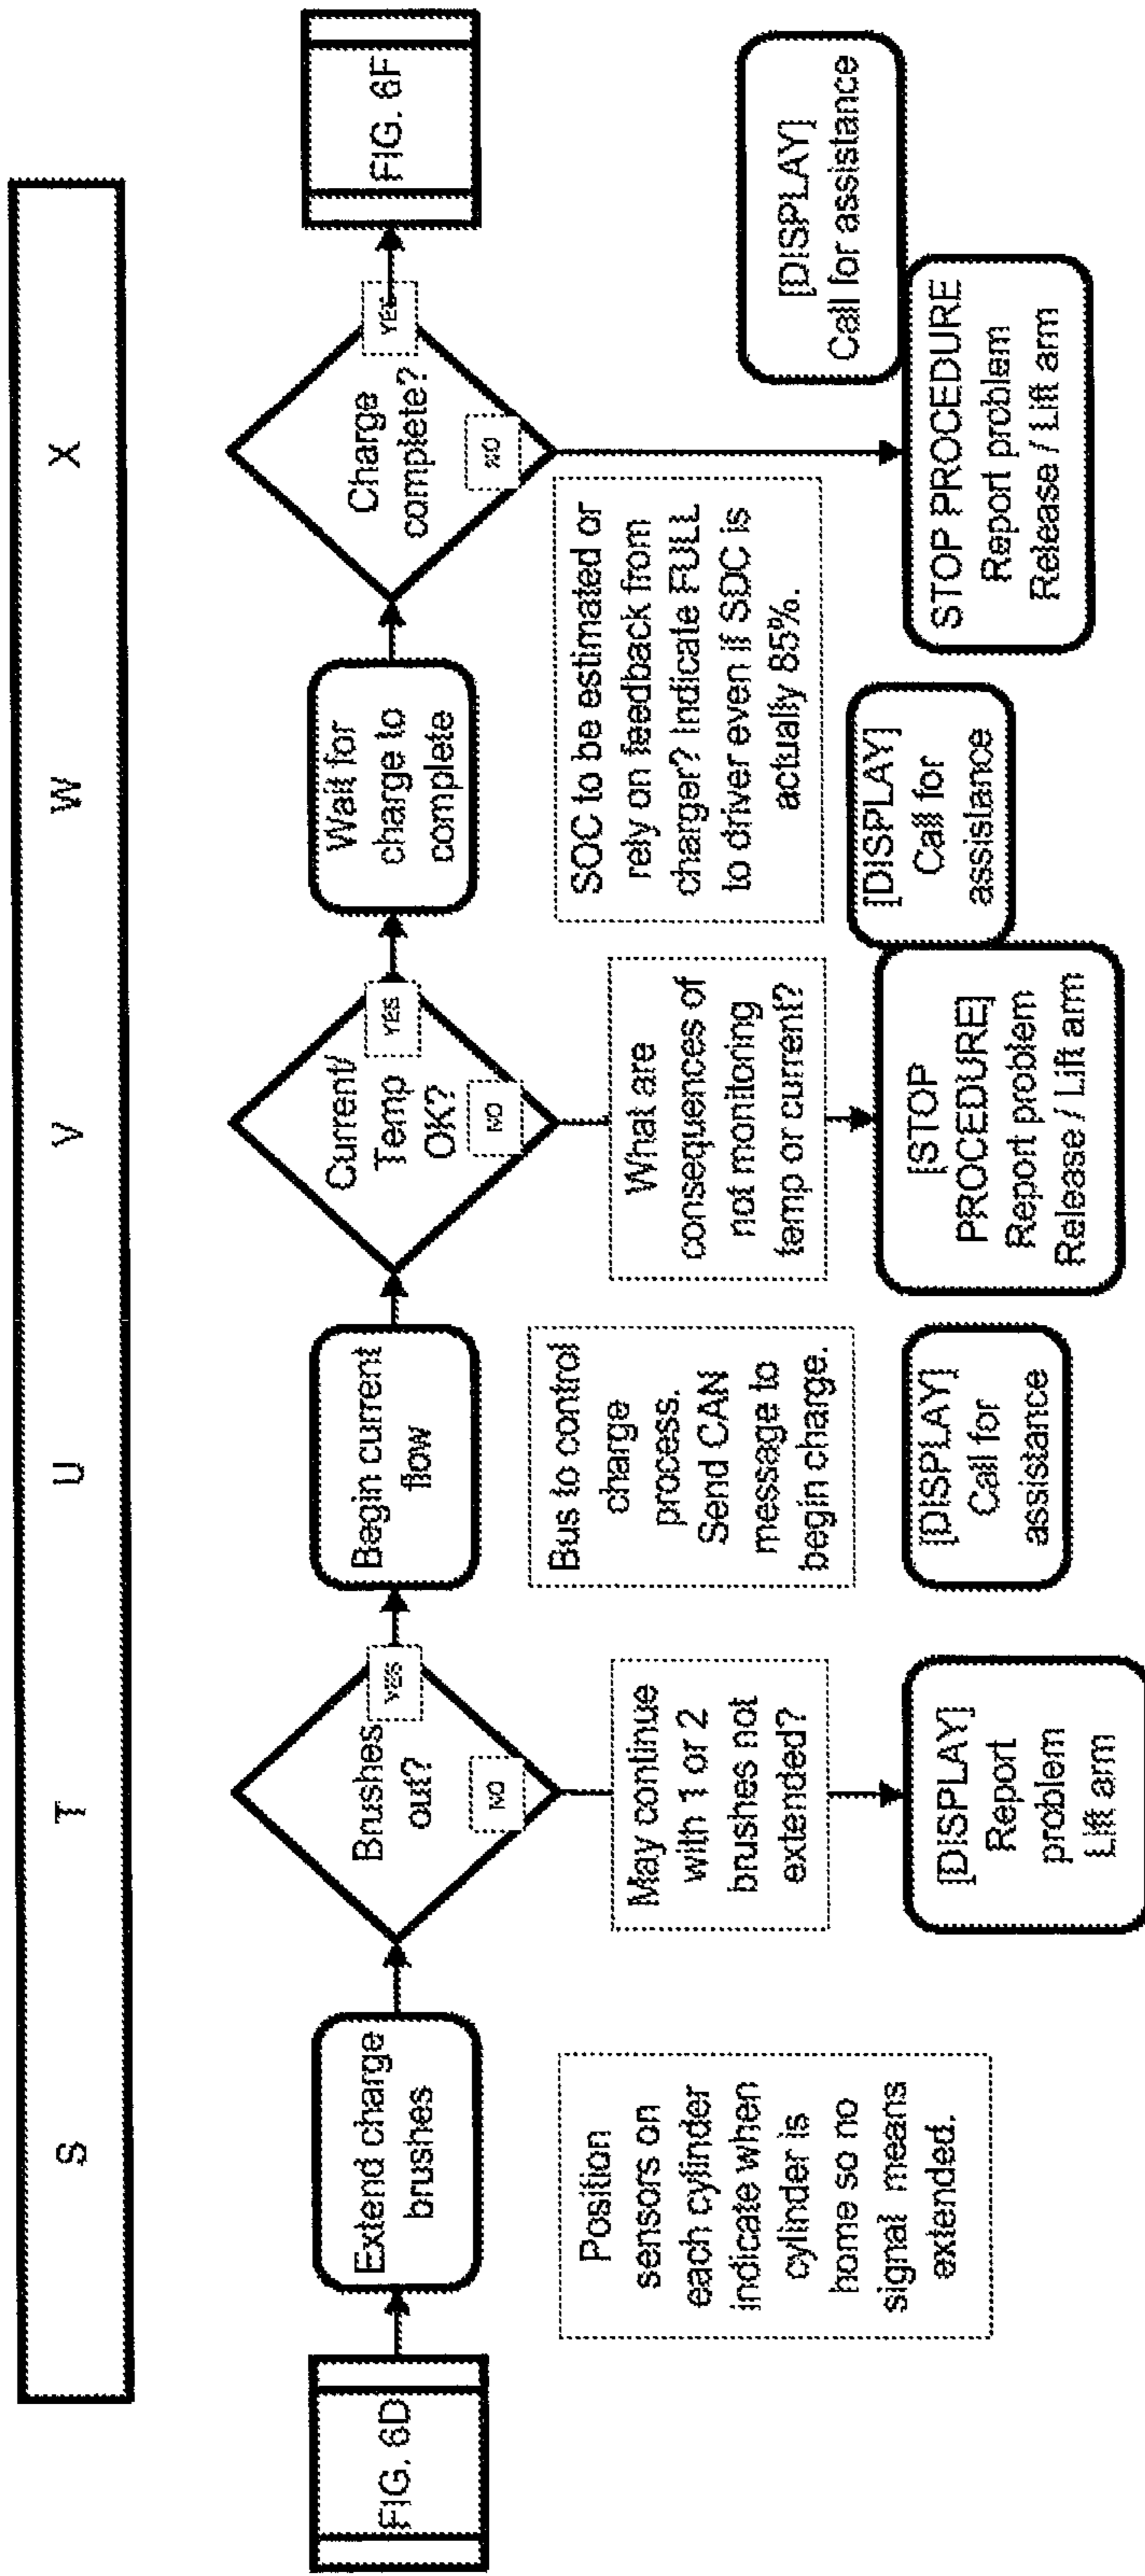 S T U V W X
FIG. 6D
Extend charge
brushes
Brushes
out?
YES
NO
Begin current
flow
Current/
Temp
OK?
YES
NO
Wait for
charge to
complete
Charge
complete?
YES
NO
FIG. 6F
Position
sensors on
each cylinder
indicate when
cylinder is
home so no
signal means
extended.
May continue
with 1 or 2
brushes not
extended?
Bus to control
charge
process.
Send CAN
message to
begin charge.
What are
consequences of
not monitoring
temp or current?
SOC to be estimated or
rely on feedback from
charger? Indicate FULL
to driver even if SOC is
actually 85%.
[DISPLAY]
Report
problem
Lift arm
[DISPLAY]
Call for
assistance
[STOP
PROCEDURE]
Report problem
Release / Lift arm
[DISPLAY]
Call for
assistance
STOP PROCEDURE
Report problem
Release / Lift arm
[DISPLAY]
Call for assistance